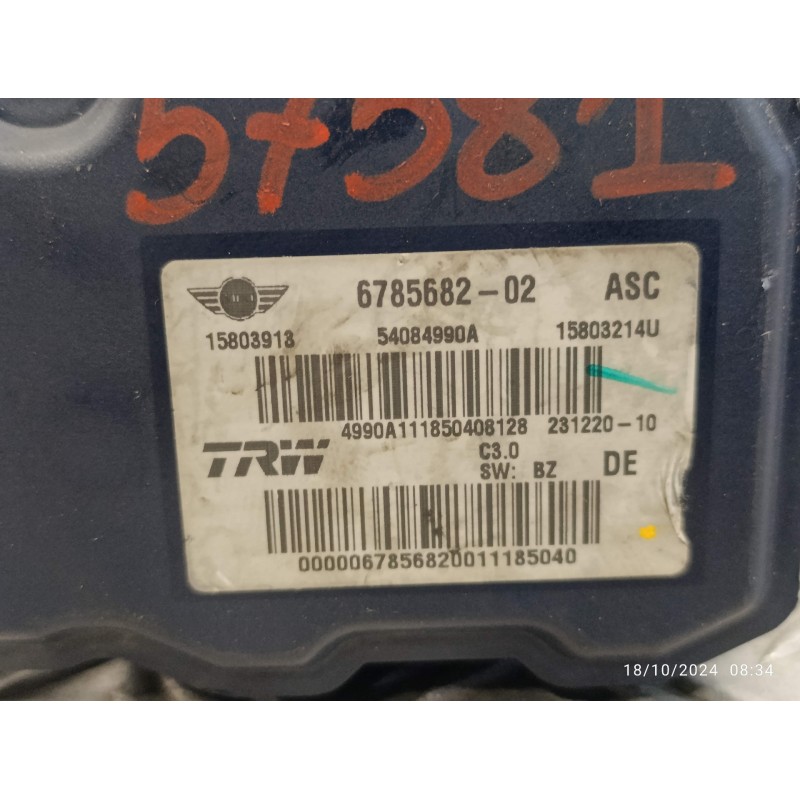 57581
6785682-02 ASC
15803913 54084990A 15803214U
4990A111850408128 231220-10
TRW C3.0 DE
SW: BZ
0000067856820011185040
18/10/2024 08:34